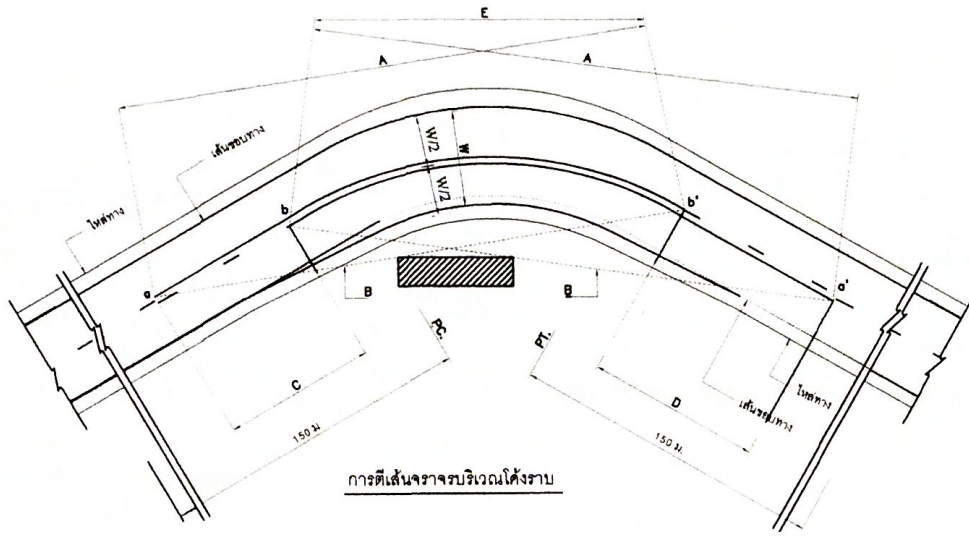 E
A
A
เส้นขอบทาง
W/2
W
W/2
ไหล่ทาง
b
b'
a
a'
B
B
P.C.
P.T.
C
D
ไหล่ทาง
เส้นขอบทาง
150 ม.
150 ม.
การตีเส้นจราจรบริเวณโค้งราบ